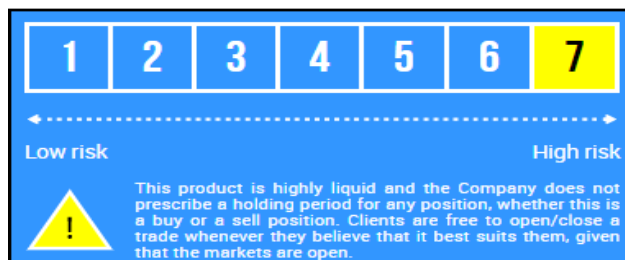 1 2 3 4 5 6 7
Low risk High risk
!
This product is highly liquid and the Company does not
prescribe a holding period for any position, whether this is
a buy or a sell position. Clients are free to open/close a
trade whenever they believe that it best suits them, given
that the markets are open.